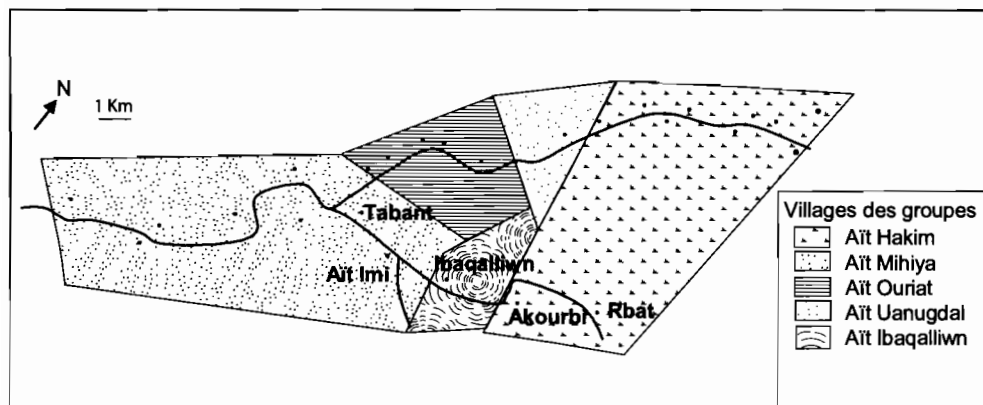 N
1 Km
Tabant
Aït Imi
Ibaqalliwn
Akourbi
Rbat
Villages des groupes
Aït Hakim
Aït Mihiya
Aït Ouriat
Aït Uanugdal
Aït Ibaqalliwn